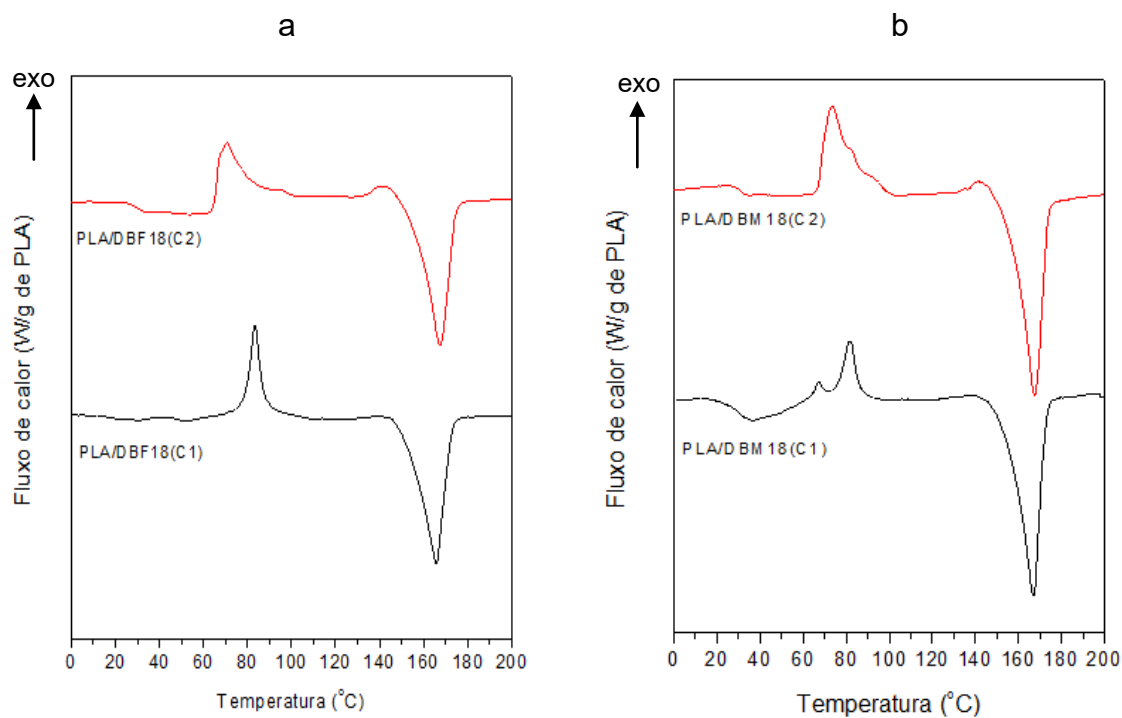 a
exo
Fluxo de calor (W/g de PLA)
PLA/DBF18(C2)
PLA/DBF18(C1)
0 20 40 60 80 100 120 140 160 180 200
Temperatura (°C)
b
exo
Fluxo de calor (W/g de PLA)
PLA/DBM18(C2)
PLA/DBM18(C1)
0 20 40 60 80 100 120 140 160 180 200
Temperatura (°C)